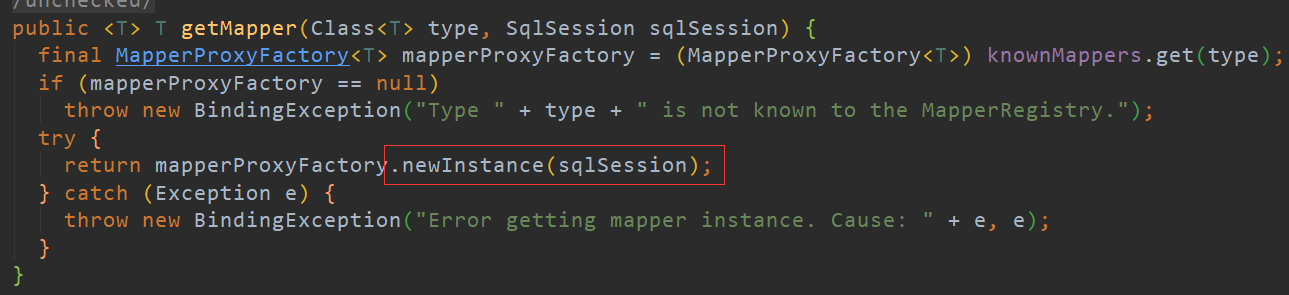 /unchecked/
public <T> T getMapper(Class<T> type, SqlSession sqlSession) {
final MapperProxyFactory<T> mapperProxyFactory = (MapperProxyFactory<T>) knownMappers.get(type);
if (mapperProxyFactory == null)
throw new BindingException("Type " + type + " is not known to the MapperRegistry.");
try {
return mapperProxyFactory.newInstance(sqlSession);
} catch (Exception e) {
throw new BindingException("Error getting mapper instance. Cause: " + e, e);
}
}